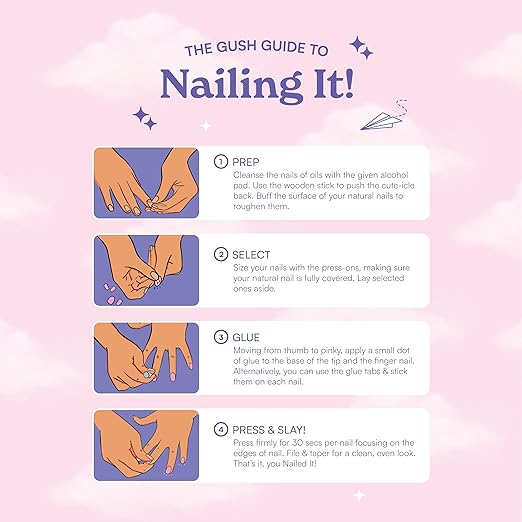 THE GUSH GUIDE TO
Nailing It!
1 PREP
Cleanse the nails of oils with the given alcohol
pad. Use the wooden stick to push the cute-icle
back. Buff the surface of your natural nails to
roughen them.
2 SELECT
Size your nails with the press-ons, making sure
your natural nail is fully covered. Lay selected
ones aside.
3 GLUE
Moving from thumb to pinky, apply a small dot
of glue to the base of the tip and the finger nail.
Alternatively, you can use the glue tabs & stick
them on each nail.
4 PRESS & SLAY!
Press firmly for 30 secs per nail focusing on the
edges of nail. File & taper for a clean, even look.
That's it, you Nailed It!